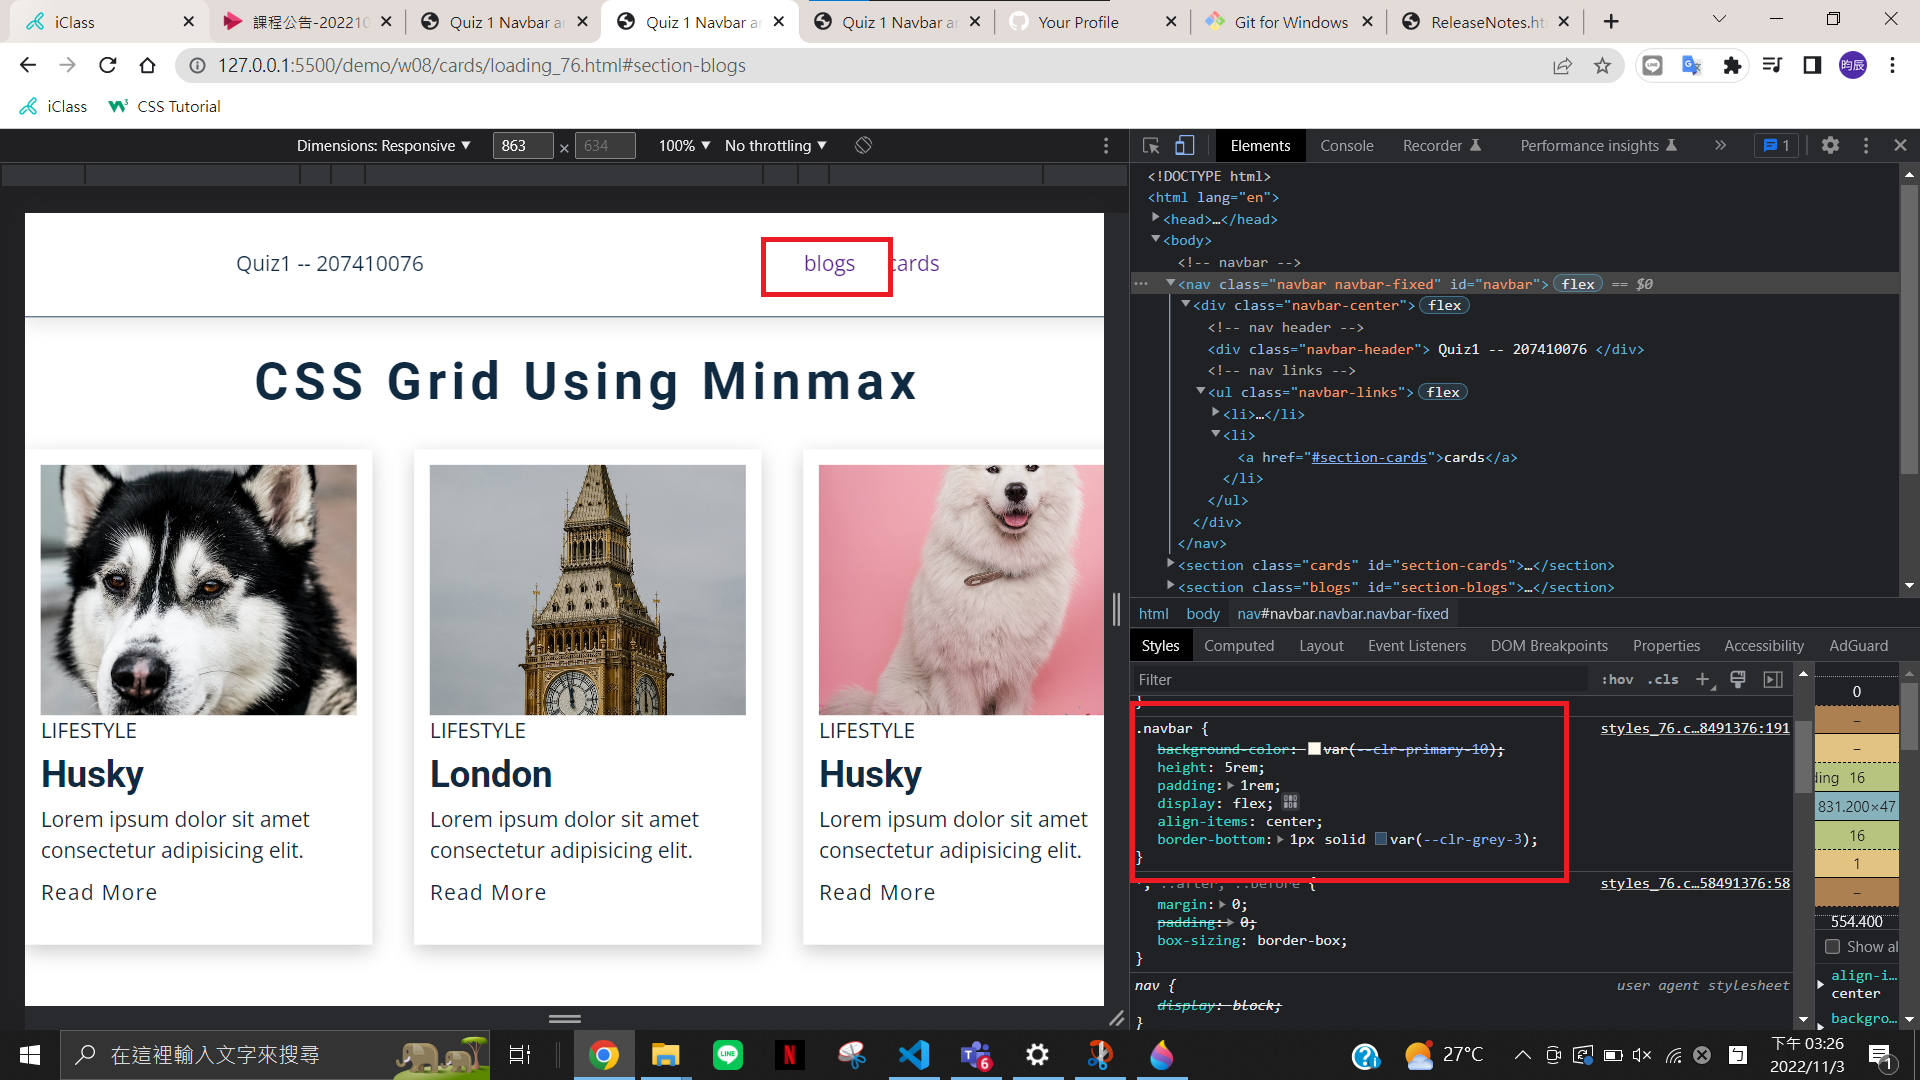 iClass
課程公告-202210
Quiz 1 Navbar a
Quiz 1 Navbar a
Quiz 1 Navbar a
Your Profile
Git for Windows
ReleaseNotes.ht
127.0.0.1:5500/demo/w08/cards/loading_76.html#section-blogs
昀辰
iClass
CSS Tutorial
Dimensions: Responsive ▼
863
×
634
100% ▼
No throttling ▼
Elements
Console
Recorder
Performance insights
1
<!DOCTYPE html>
<html lang="en">
<head>…</head>
<body>
<!-- navbar -->
<nav class="navbar navbar-fixed" id="navbar"> flex == $0
<div class="navbar-center"> flex
<!-- nav header -->
<div class="navbar-header"> Quiz1 -- 207410076 </div>
<!-- nav links -->
<ul class="navbar-links"> flex
<li>…</li>
<li>
<a href="#section-cards">cards</a>
</li>
</ul>
</div>
</nav>
<section class="cards" id="section-cards">…</section>
<section class="blogs" id="section-blogs">…</section>
html
body
nav#navbar.navbar.navbar-fixed
Quiz1 -- 207410076
blogs
cards
CSS Grid Using Minmax
LIFESTYLE
Husky
Lorem ipsum dolor sit amet
consectetur adipisicing elit.
Read More
LIFESTYLE
London
Lorem ipsum dolor sit amet
consectetur adipisicing elit.
Read More
LIFESTYLE
Husky
Lorem ipsum dolor sit amet
consectetur adipisicing elit.
Read More
Styles
Computed
Layout
Event Listeners
DOM Breakpoints
Properties
Accessibility
AdGuard
Filter
:hov
.cls
}
.navbar {
styles_76.c…8491376:191
background-color: var(--clr-primary-10);
height: 5rem;
padding: 1rem;
display: flex;
align-items: center;
border-bottom: 1px solid var(--clr-grey-3);
}
*, ::after, ::before {
styles_76.c…58491376:58
margin: 0;
padding: 0;
box-sizing: border-box;
}
nav {
user agent stylesheet
display: block;
}
0
–
–
ding 16
831.200×47
16
1
–
554.400
Show al
align-i…
center
backgro…
在這裡輸入文字來搜尋
LINE
N
6
27°C
下午 03:26
2022/11/3
1